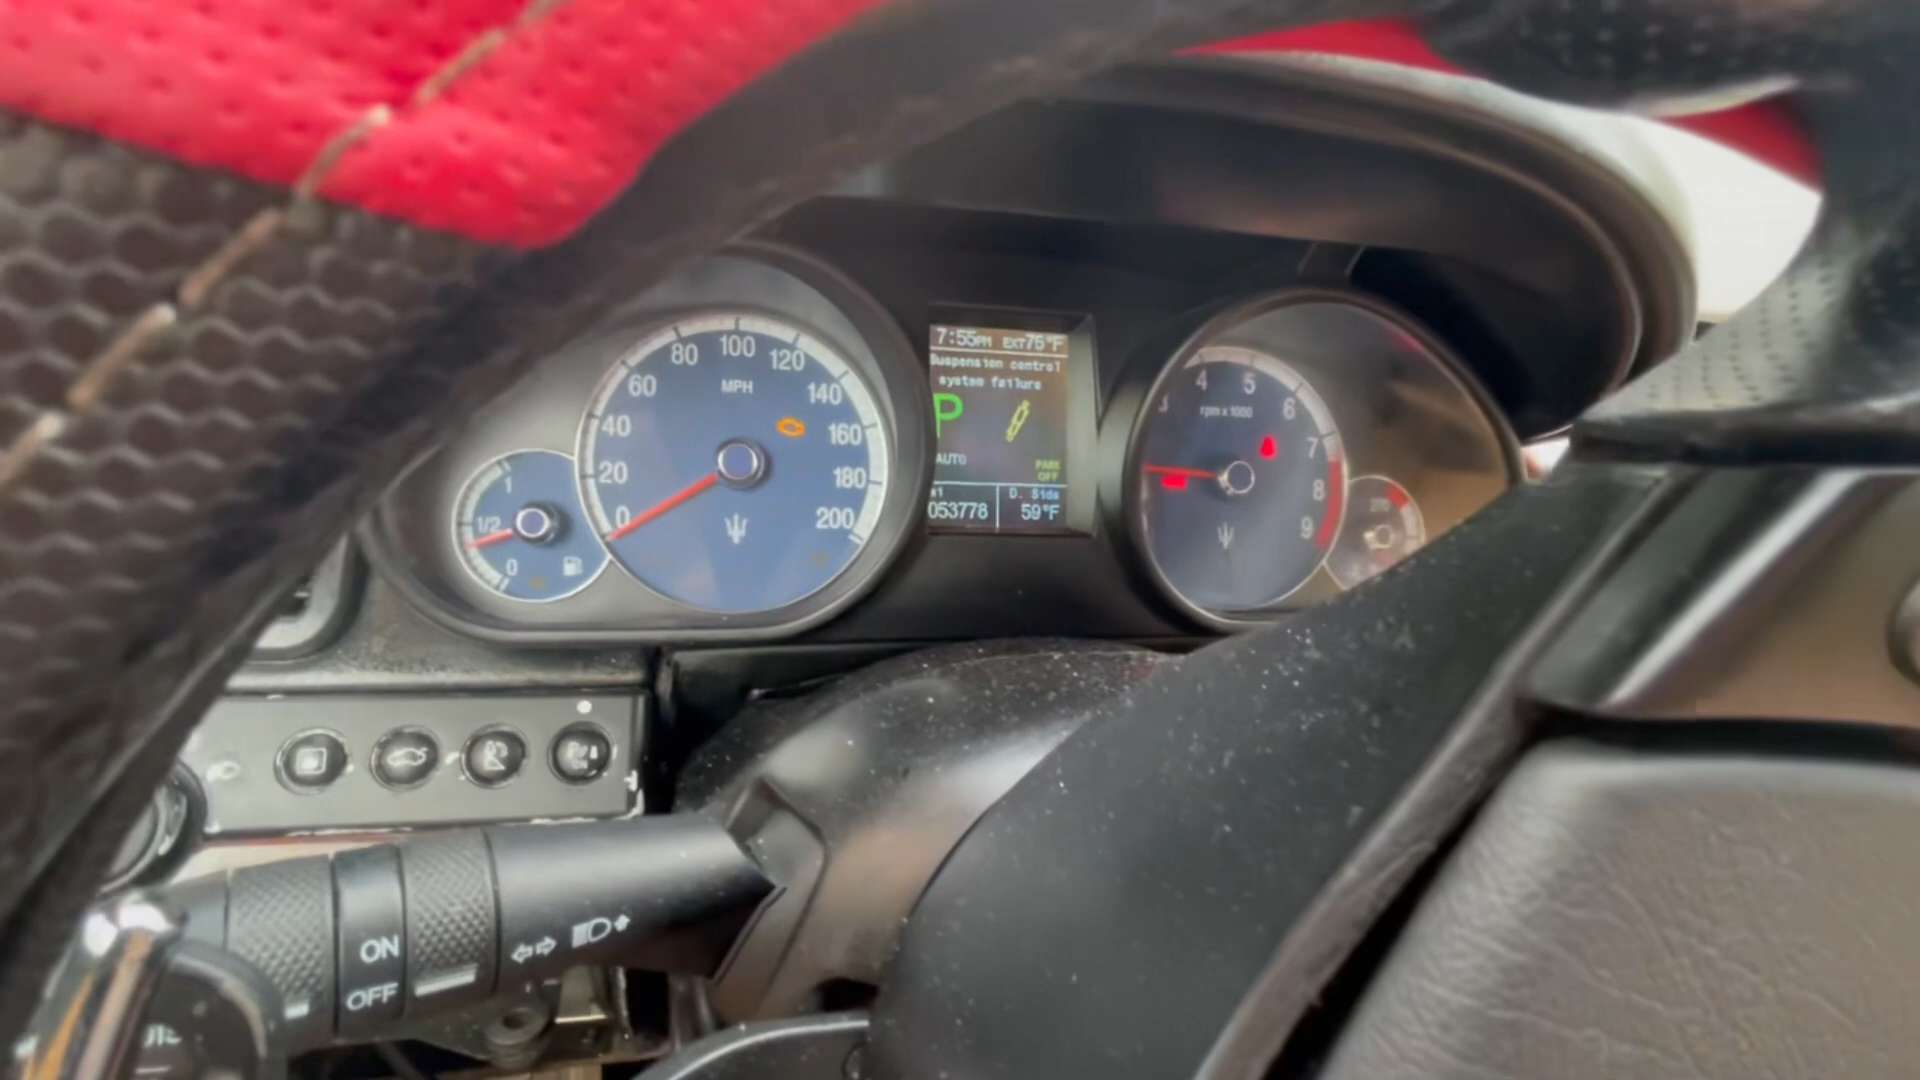 7:55PM EXT75°F
Suspension control
system failure
P
AUTO
PARK
OFF
053778
D. Side
59°F
0
20
40
60
80
100
120
140
160
180
200
MPH
1
1/2
0
3
4
5
6
7
8
9
rpm x 1000
ON
OFF